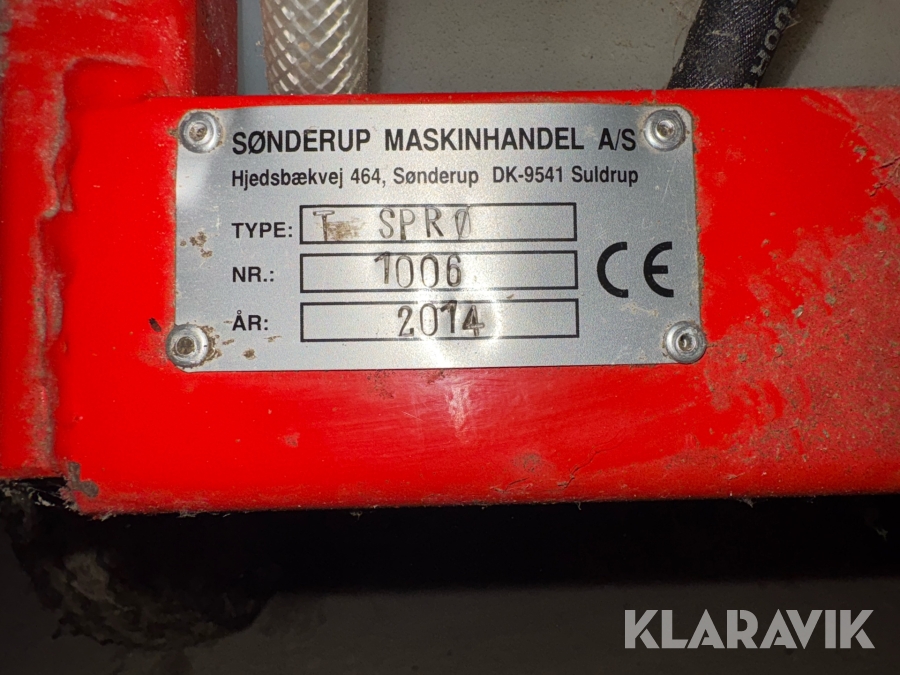 SØNDERUP MASKINHANDEL A/S
Hjedsbækvej 464, Sønderup DK-9541 Suldrup
TYPE: T SPRØ
NR.: 1006
ÅR: 2014
CE
KLARAVIK